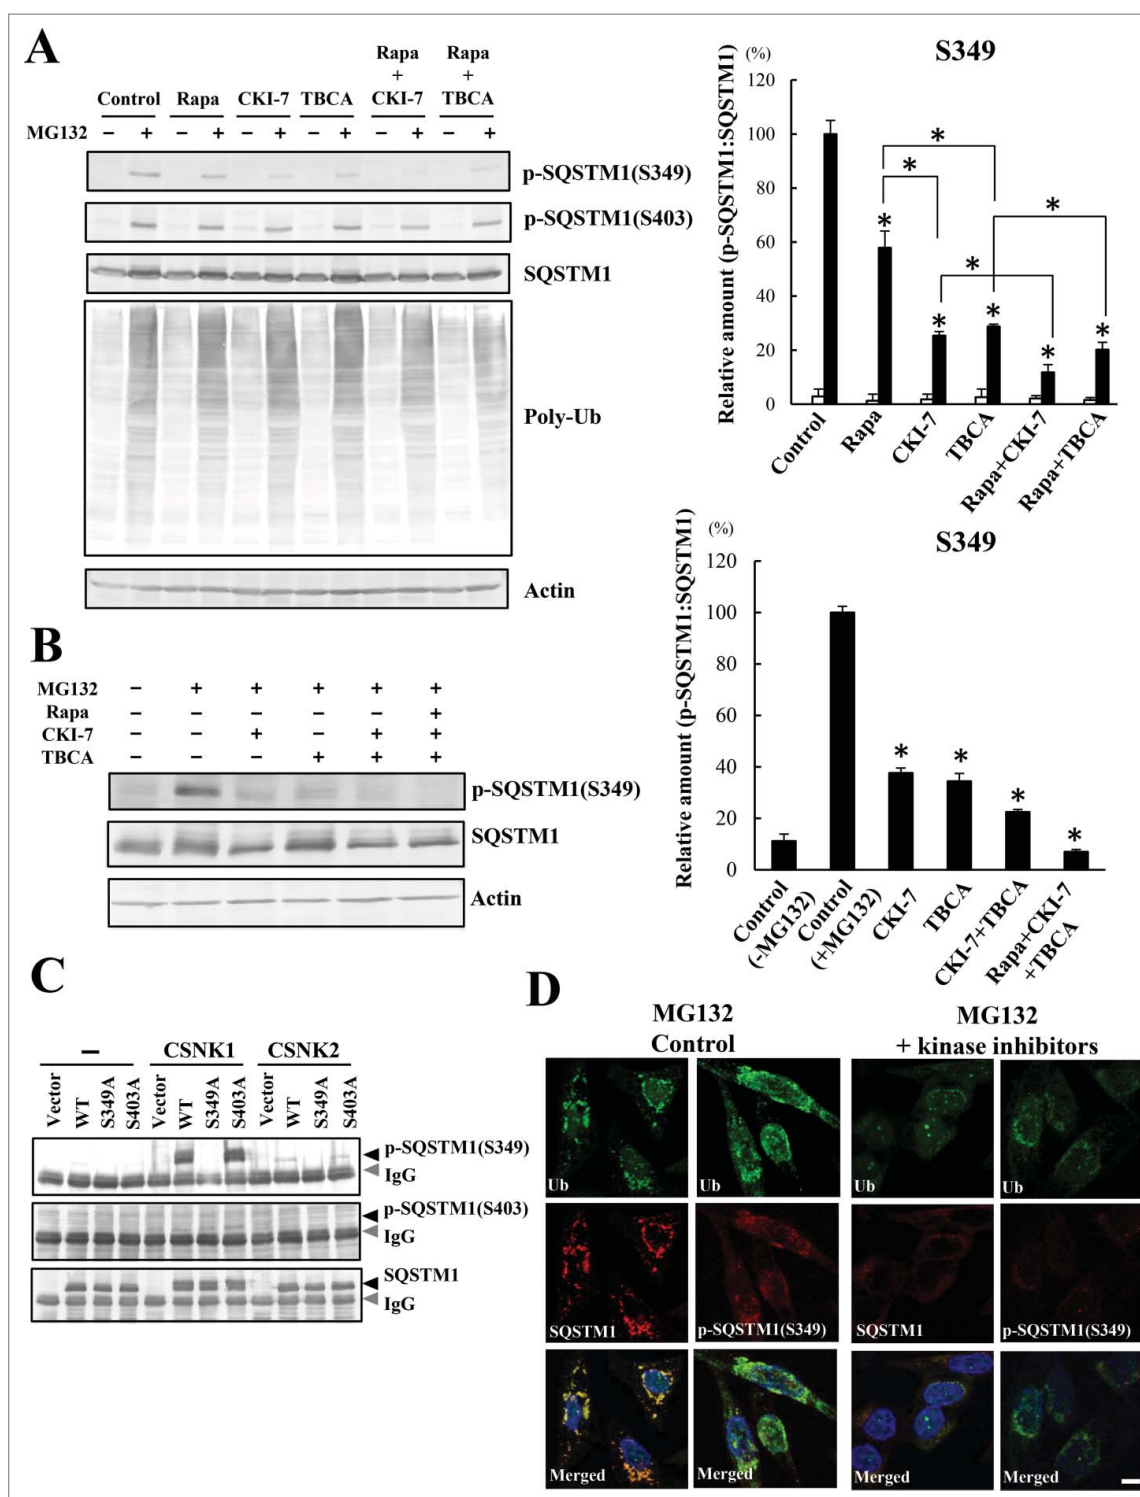 A
Rapa Rapa
+ +
Control Rapa CKI-7 TBCA CKI-7 TBCA
MG132 – + – + – + – + – + – +
p-SQSTM1(S349)
p-SQSTM1(S403)
SQSTM1
Poly-Ub
Actin
S349
(%)
Relative amount (p-SQSTM1:SQSTM1)
120
100
80
60
40
20
0
* * * *
* * * * *
Control Rapa CKI-7 TBCA Rapa+CKI-7 Rapa+TBCA
B
MG132 – + + + + +
Rapa – – – – – +
CKI-7 – – + – + +
TBCA – – – + + +
p-SQSTM1(S349)
SQSTM1
Actin
S349
(%)
Relative amount (p-SQSTM1:SQSTM1)
120
100
80
60
40
20
0
* * * *
Control (-MG132)
Control (+MG132)
CKI-7
TBCA
CKI-7+TBCA
Rapa+CKI-7 +TBCA
C
– CSNK1 CSNK2
Vector WT S349A S403A Vector WT S349A S403A Vector WT S349A S403A
p-SQSTM1(S349)
IgG
p-SQSTM1(S403)
IgG
SQSTM1
IgG
D
MG132 MG132
Control + kinase inhibitors
Ub Ub Ub Ub
SQSTM1 p-SQSTM1(S349) SQSTM1 p-SQSTM1(S349)
Merged Merged Merged Merged